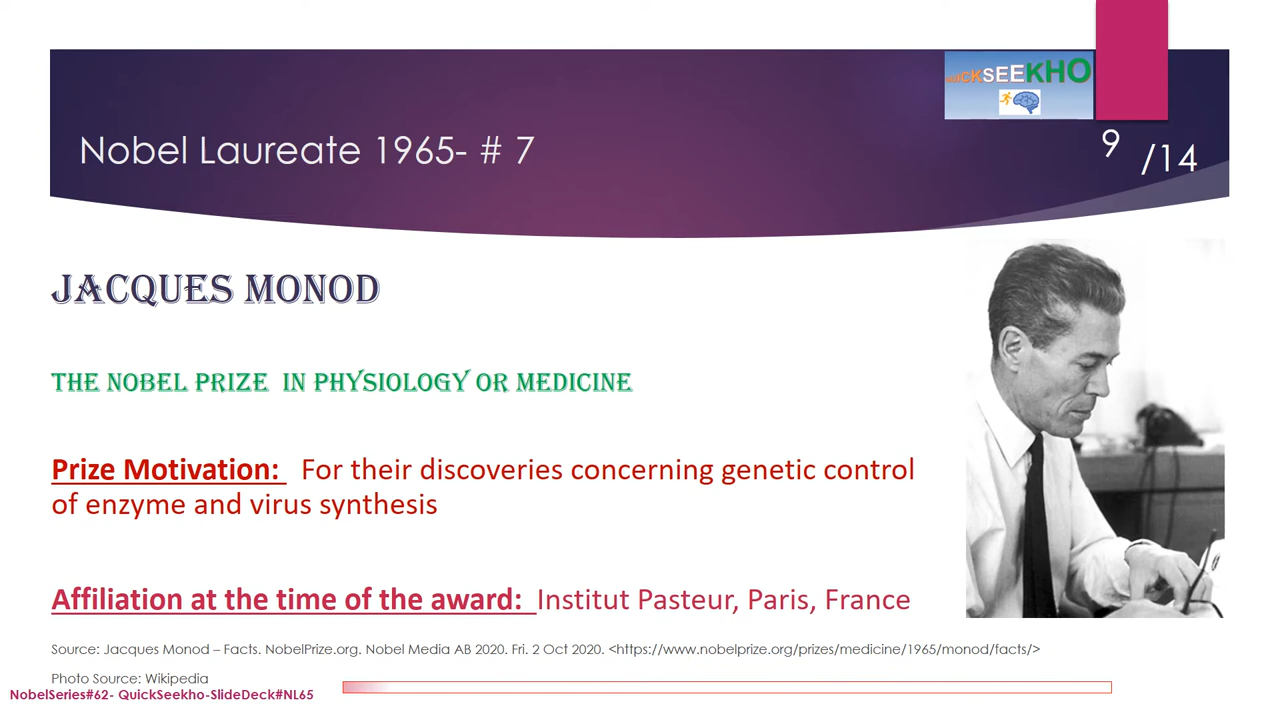 QUICKSEEKHO
Nobel Laureate 1965- # 7
9 /14
JACQUES MONOD
THE NOBEL PRIZE IN PHYSIOLOGY OR MEDICINE
Prize Motivation: For their discoveries concerning genetic control
of enzyme and virus synthesis
Affiliation at the time of the award: Institut Pasteur, Paris, France
Source: Jacques Monod – Facts. NobelPrize.org. Nobel Media AB 2020. Fri. 2 Oct 2020. <https://www.nobelprize.org/prizes/medicine/1965/monod/facts/>
Photo Source: Wikipedia
NobelSeries#62- QuickSeekho-SlideDeck#NL65